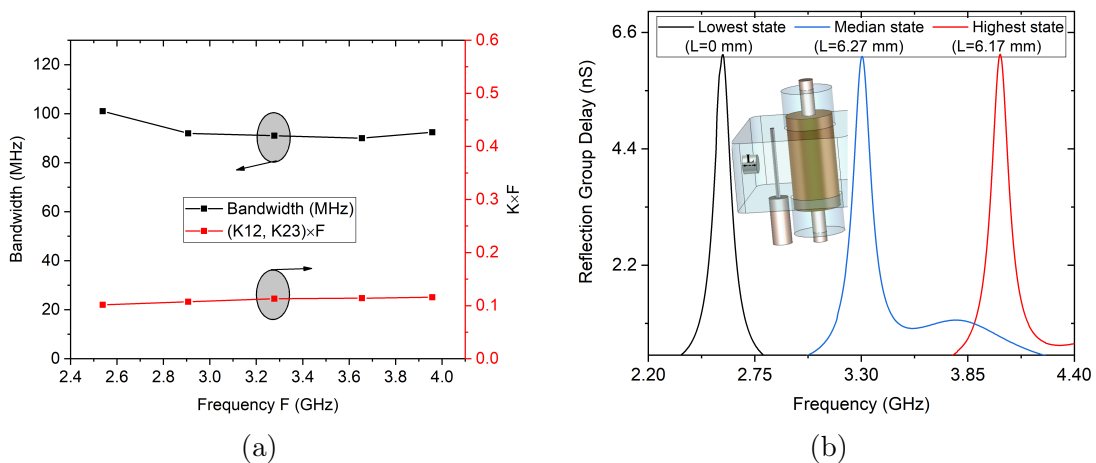 0.6
120
0.5
100
0.4
80
0.3
60
0.2
40
0.1
20
0
0.0
2.4 2.6 2.8 3.0 3.2 3.4 3.6 3.8 4.0
Bandwidth (MHz)
K×F
Frequency F (GHz)
Bandwidth (MHz)
(K12, K23)×F
(a)
6.6
4.4
2.2
2.20 2.75 3.30 3.85 4.40
Reflection Group Delay (nS)
Frequency (GHz)
Lowest state Median state Highest state
(L=0 mm) (L=6.27 mm) (L=6.17 mm)
L
(b)